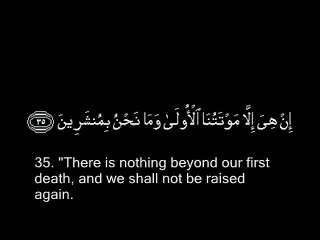 إِنْ هِىَ إِلَّا مَوْتَتُنَا ٱلْأُولَىٰ وَمَا نَحْنُ بِمُنشَرِينَ ٣٥
35. "There is nothing beyond our first
death, and we shall not be raised
again.